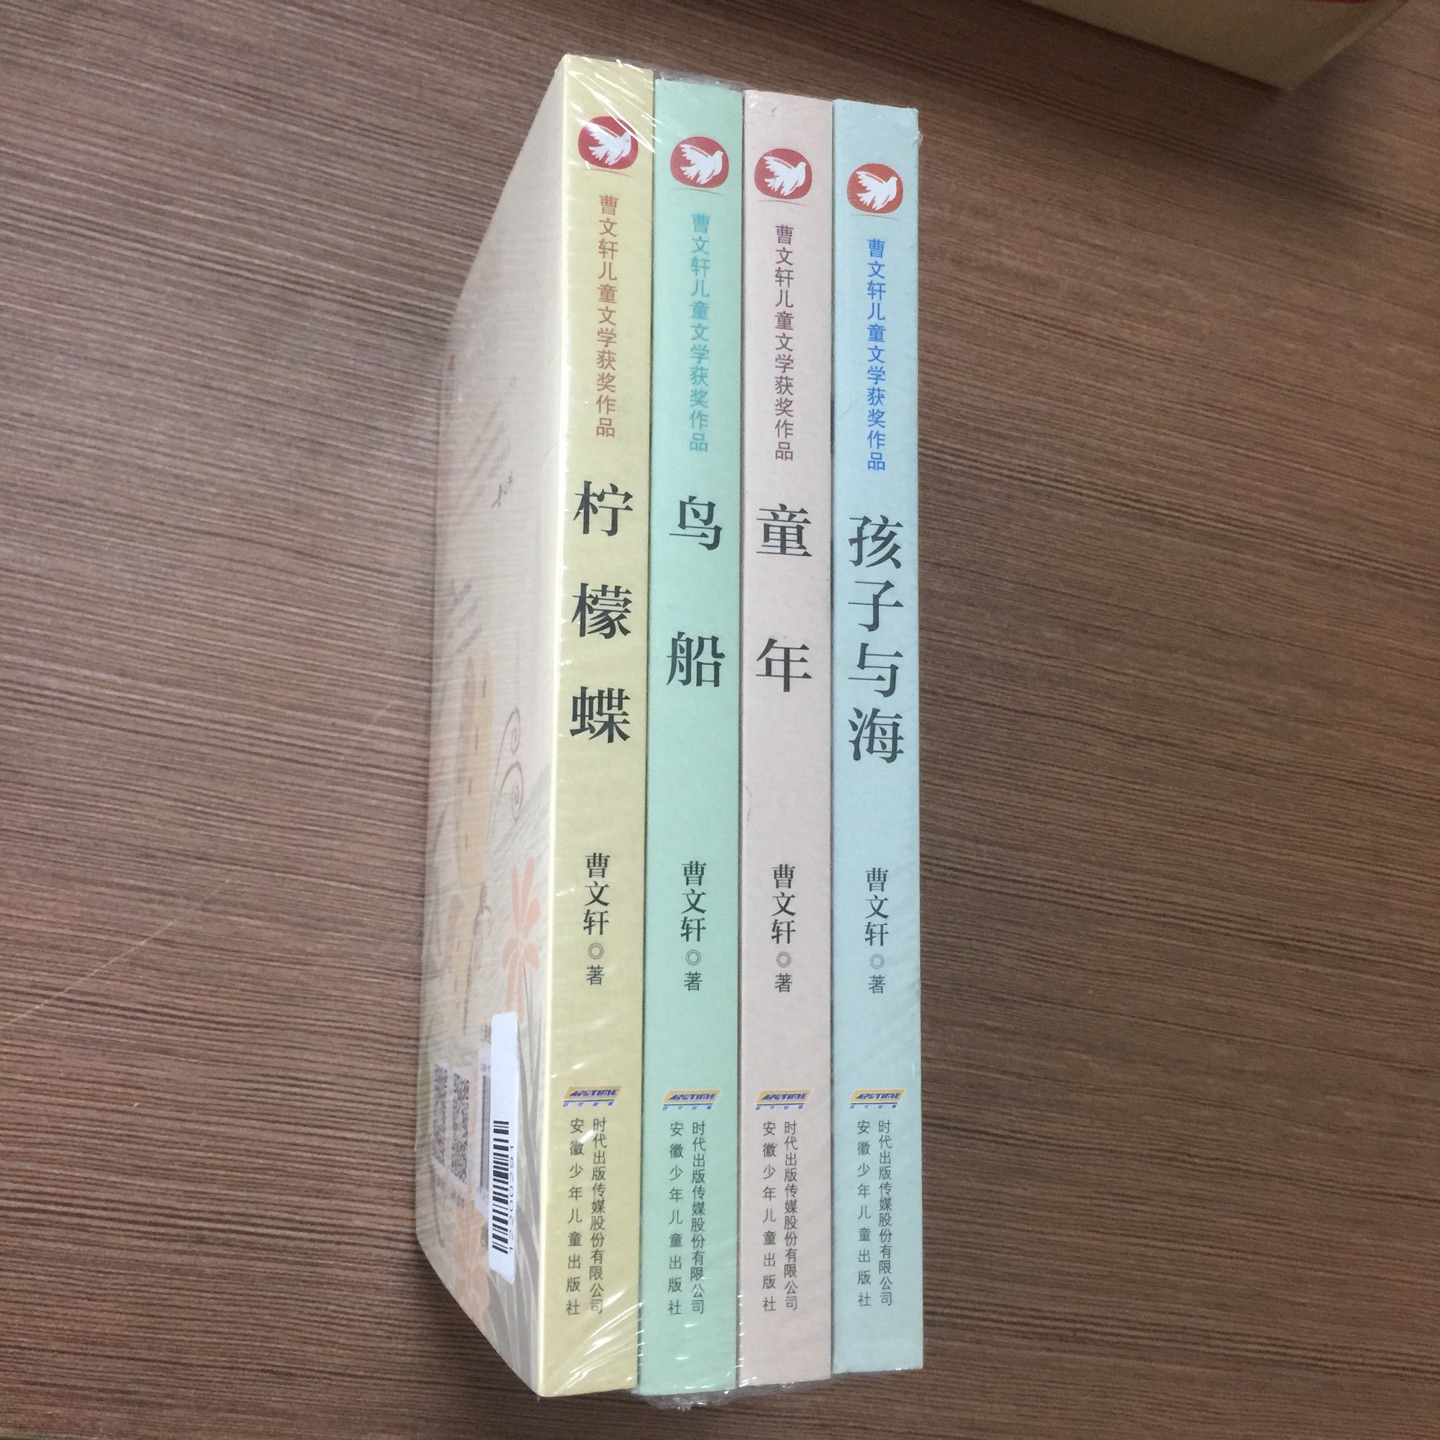 曹文轩儿童文学获奖作品
柠檬蝶
曹文轩◎著
时代出版传媒股份有限公司
安徽少年儿童出版社
曹文轩儿童文学获奖作品
鸟船
曹文轩◎著
时代出版传媒股份有限公司
安徽少年儿童出版社
曹文轩儿童文学获奖作品
童年
曹文轩◎著
时代出版传媒股份有限公司
安徽少年儿童出版社
曹文轩儿童文学获奖作品
孩子与海
曹文轩◎著
时代出版传媒股份有限公司
安徽少年儿童出版社